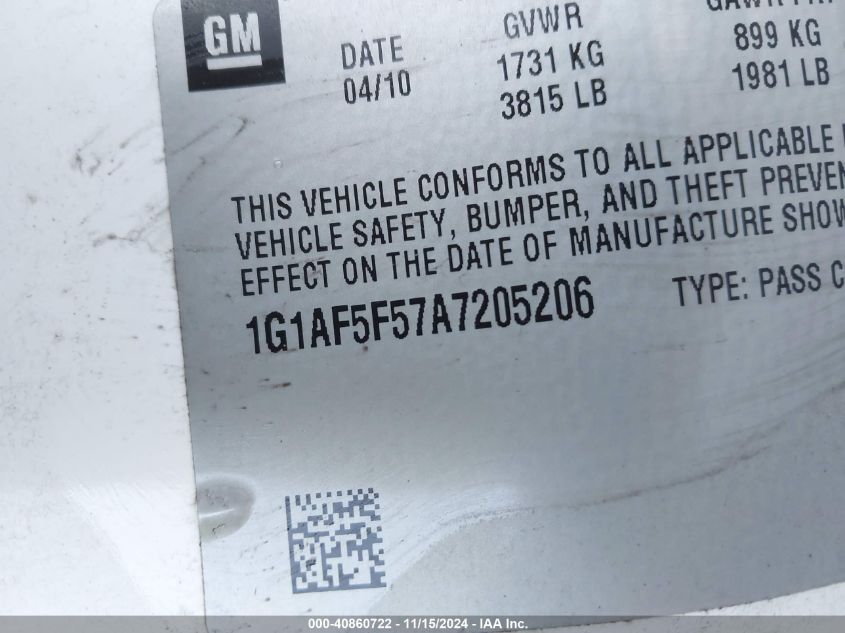 GM
DATE
04/10
GVWR
1731 KG
3815 LB
899 KG
1981 LB
THIS VEHICLE CONFORMS TO ALL APPLICABLE
VEHICLE SAFETY, BUMPER, AND THEFT PREVEN
EFFECT ON THE DATE OF MANUFACTURE SHOW
1G1AF5F57A7205206
TYPE: PASS C
000-40860722 - 11/15/2024 - IAA Inc.